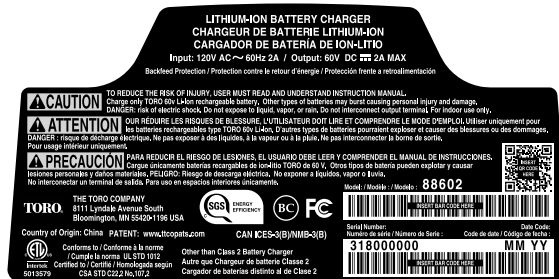 LITHIUM-ION BATTERY CHARGER
CHARGEUR DE BATTERIE LITHIUM-ION
CARGADOR DE BATERÍA DE ION-LITIO
Input: 120V AC ~ 60Hz 2A / Output: 60V DC ⎓ 2A MAX
Backfeed Protection / Protection contre le retour d'énergie / Protección frente a retroalimentación
CAUTION
TO REDUCE THE RISK OF INJURY, USER MUST READ AND UNDERSTAND INSTRUCTION MANUAL.
Charge only TORO 60v Li-Ion rechargeable battery, Other types of batteries may burst causing personal injury and damage.
DANGER: risk of electric shock. Do not expose to liquid, vapor, or rain. Do not interconnect output terminal. For indoor use only.
ATTENTION
OUR RÉDUIRE LES RISQUES DE BLESSURE, L'UTILISATEUR DOIT LIRE ET COMPRENDRE LE MODE D'EMPLOI. Utiliser uniquement pour
les batteries rechargeables type TORO 60v Li-Ion, D'autres types de batteries pourraient exploser et causer des blessures ou des dommages,
DANGER : risque de décharge électrique, Ne pas exposer à des liquides, à la vapeur ou à la pluie, Ne pas interconnecter la borne de sortie,
Pour usage intérieur uniquement.
PRECAUCIÓN
PARA REDUCIR EL RIESGO DE LESIONES, EL USUARIO DEBE LEER Y COMPRENDER EL MANUAL DE INSTRUCCIONES.
Cargue únicamente baterías recargables de ion-litio TORO de 60 V, Otros tipos de batería pueden explotar y causar
lesiones personales y daños materiales, PELIGRO: Riesgo de descarga eléctrica, No exponer a líquidos, vapor o lluvia.
No interconectar un terminal de salida. Para uso en espacios interiores únicamente.
QR CODE
HERE
Model: / Modèle : / Modelo : 88602
INSERT BAR CODE HERE
TORO.
THE TORO COMPANY
8111 Lyndale Avenue South
Bloomington, MN 55420-1196 USA
SGS
ENERGY
EFFICIENCY
BC
FC
Country of Origin: China PATENT: www.ttcopats.com CAN ICES-3(B)/NMB-3(B)
Serial Number: Date Code:
Numéro de série / Número de Serie : Code de date / Código de fecha :
318000000 MM YY
INSERT BAR CODE HERE
ETL
Intertek
5013579
Conforms to / Conforme à la norme
/ Cumple la norma UL STD 1012
Certified to / Certifié / Homologada según
CSA STD C22,2 No,107,2
Other than Class 2 Battery Charger
Autre que Chargeur de batterie Classe 2
Cargador de baterías distinto al de Clase 2